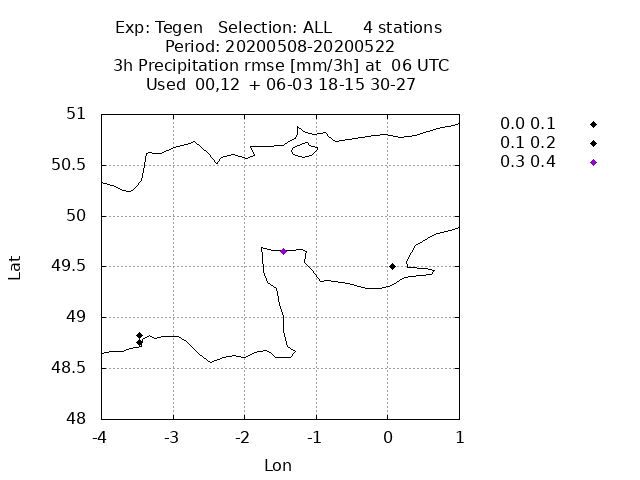 Exp: Tegen   Selection: ALL      4 stations
Period: 20200508-20200522
3h Precipitation rmse [mm/3h] at  06 UTC
Used  00,12  + 06-03 18-15 30-27
51
50.5
50
49.5
49
48.5
48
-4 -3 -2 -1 0 1
Lat
Lon
0.0 0.1
0.1 0.2
0.3 0.4